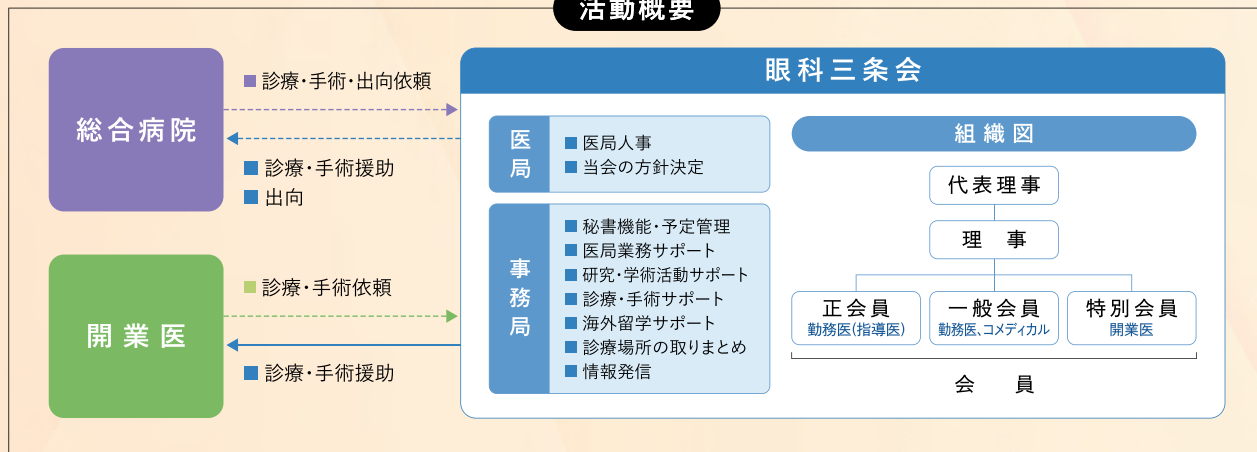 活動概要
総合病院
診療・手術・出向依頼
診療・手術援助
出向
開業医
診療・手術依頼
診療・手術援助
眼科三条会
医局
医局人事
当会の方針決定
事務局
秘書機能・予定管理
医局業務サポート
研究・学術活動サポート
診療・手術サポート
海外留学サポート
診療場所の取りまとめ
情報発信
組織図
代表理事
理 事
正会員
勤務医(指導医)
一般会員
勤務医、コメディカル
特別会員
開業医
会 員